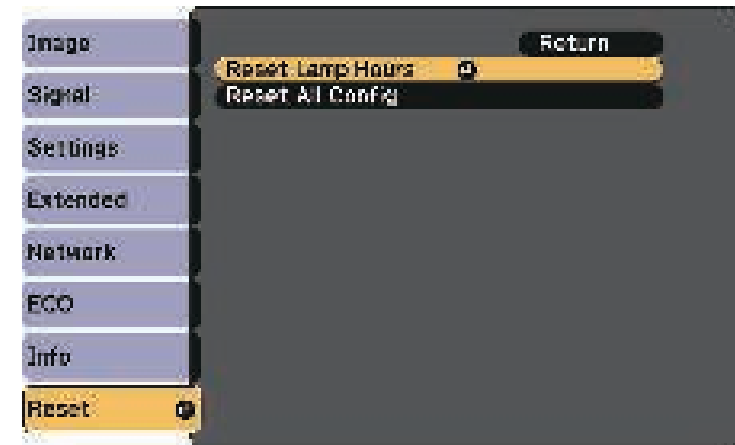 Image
Signal
Settings
Extended
Network
ECO
Info
Reset
Return
Reset Lamp Hours
Reset All Config